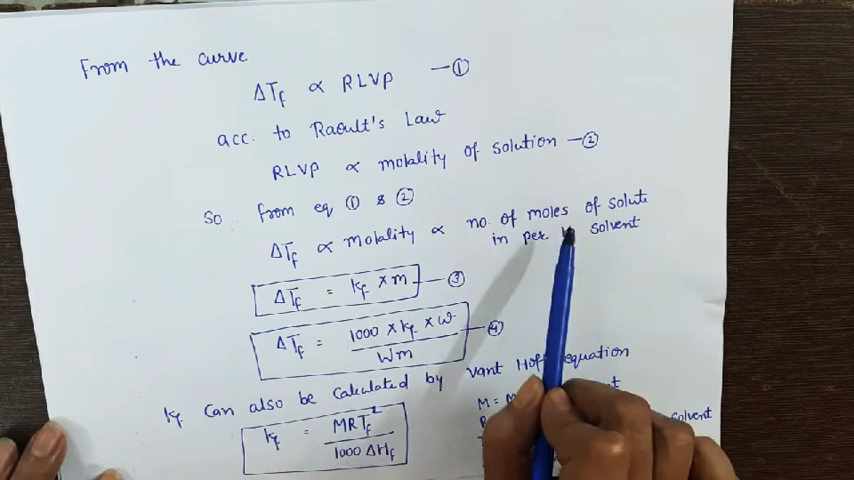 From the curve
ΔTf ∝ RLVP —①
acc. to Raoult's Law
RLVP ∝ molality of solution —②
So from eq ① & ②
ΔTf ∝ molality ∝ no. of moles of solute
in per solvent
ΔTf = kf × m —③
ΔTf = 1000 × kf × w / Wm —④
kf can also be calculated by vant Hoff equation
kf = MRTf² / 1000 ΔHf
M =
solvent